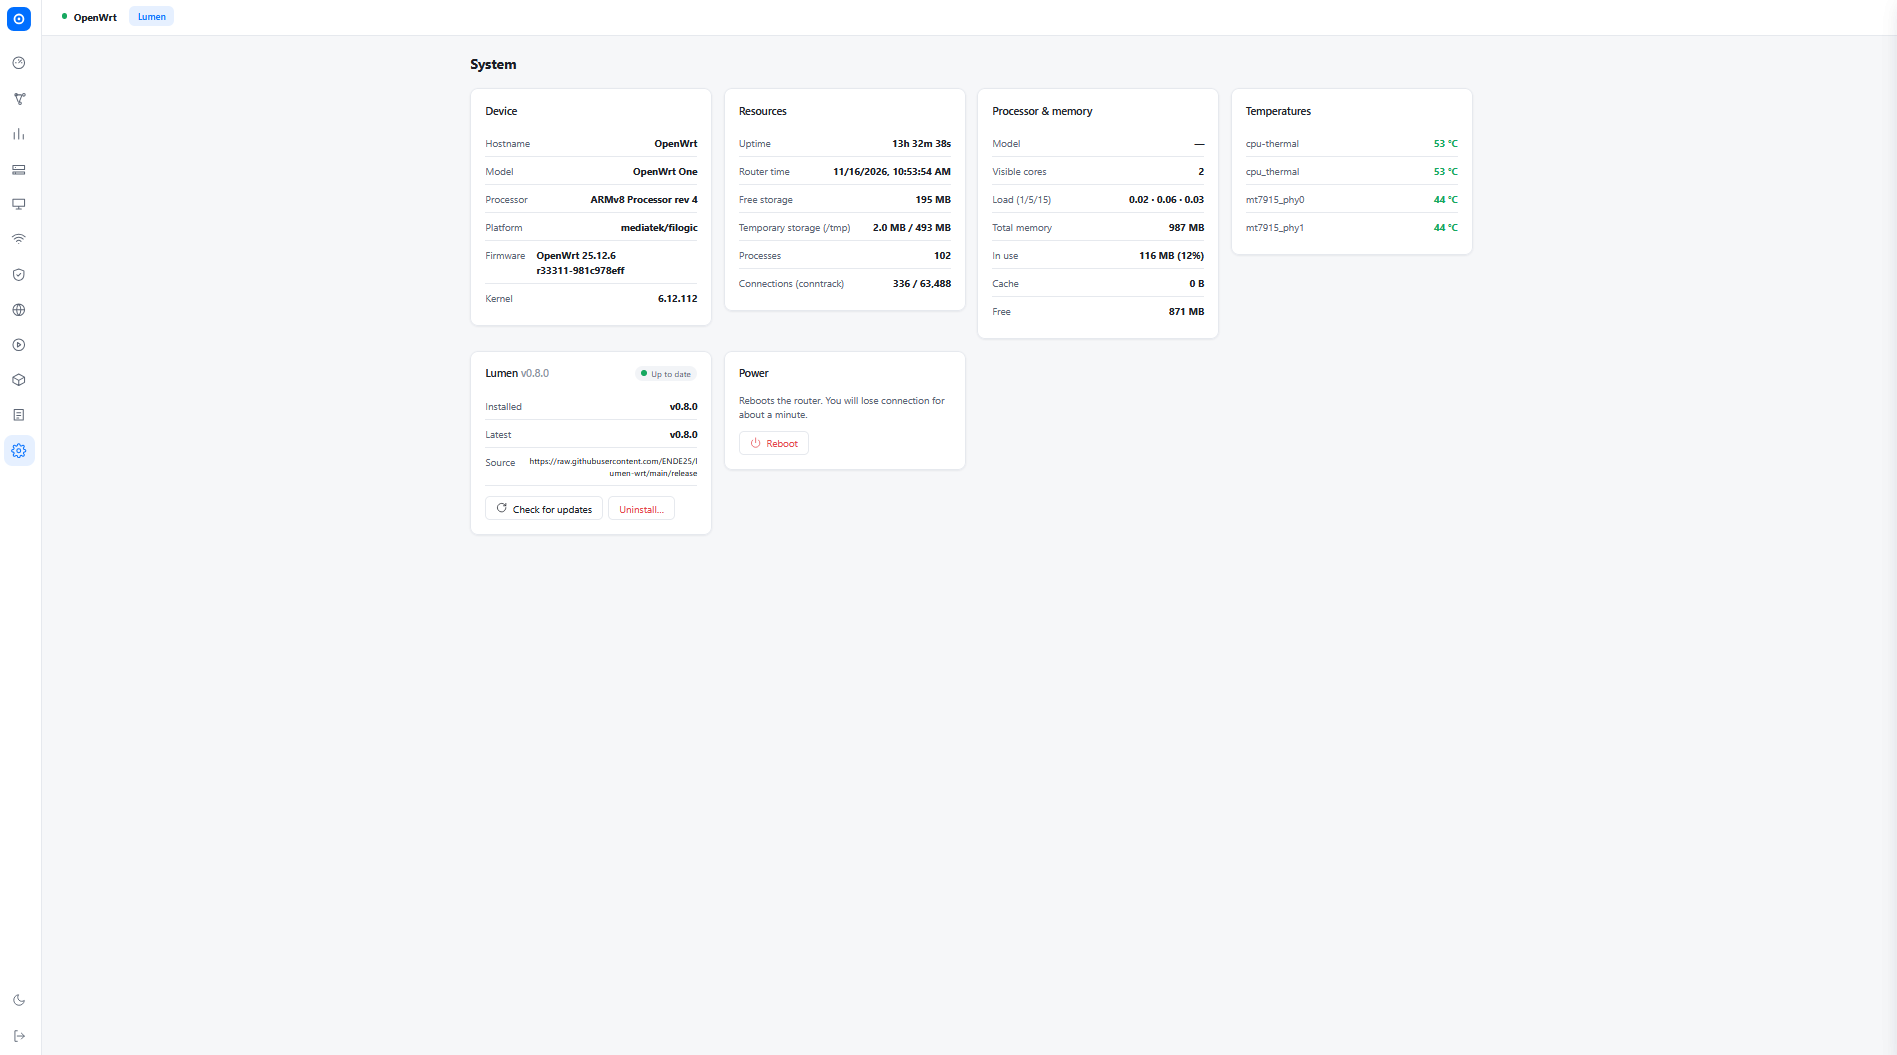 OpenWrt Lumen
System
Device
Hostname OpenWrt
Model OpenWrt One
Processor ARMv8 Processor rev 4
Platform mediatek/filogic
Firmware OpenWrt 25.12.6
r33311-981c978eff
Kernel 6.12.112
Resources
Uptime 13h 32m 38s
Router time 11/16/2026, 10:53:54 AM
Free storage 195 MB
Temporary storage (/tmp) 2.0 MB / 493 MB
Processes 102
Connections (conntrack) 336 / 63,488
Processor & memory
Model —
Visible cores 2
Load (1/5/15) 0.02 · 0.06 · 0.03
Total memory 987 MB
In use 116 MB (12%)
Cache 0 B
Free 871 MB
Temperatures
cpu-thermal 53 °C
cpu_thermal 53 °C
mt7915_phy0 44 °C
mt7915_phy1 44 °C
Lumen v0.8.0 Up to date
Installed v0.8.0
Latest v0.8.0
Source https://raw.githubusercontent.com/ENDE25/l
umen-wrt/main/release
Check for updates Uninstall...
Power
Reboots the router. You will lose connection for
about a minute.
Reboot